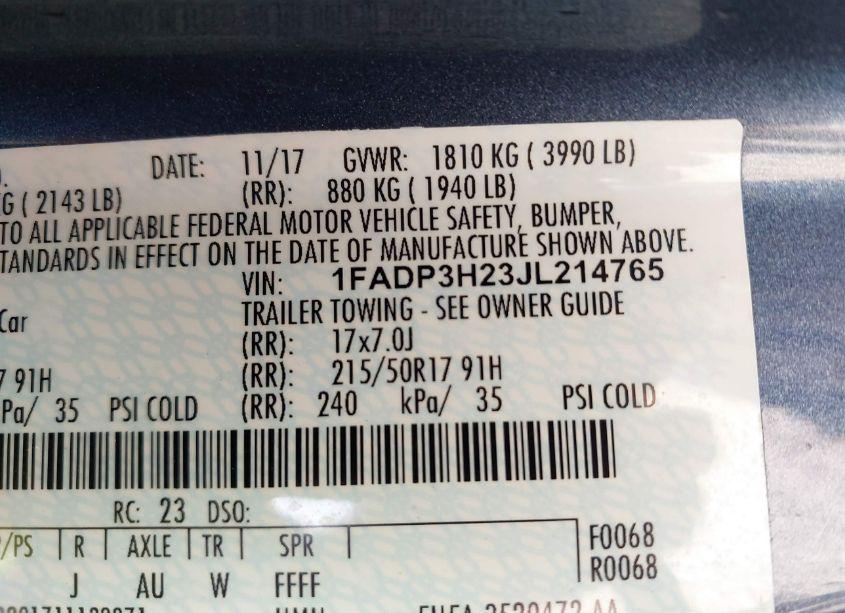 DATE: 11/17 GVWR: 1810 KG ( 3990 LB)
G ( 2143 LB) (RR): 880 KG ( 1940 LB)
TO ALL APPLICABLE FEDERAL MOTOR VEHICLE SAFETY, BUMPER,
TANDARDS IN EFFECT ON THE DATE OF MANUFACTURE SHOWN ABOVE.
VIN: 1FADP3H23JL214765
Car TRAILER TOWING - SEE OWNER GUIDE
(RR): 17x7.0J
7 91H (RR): 215/50R17 91H
Pa/ 35 PSI COLD (RR): 240 kPa/ 35 PSI COLD
RC: 23 DSO:
/PS R AXLE TR SPR F0068
J AU W FFFF R0068